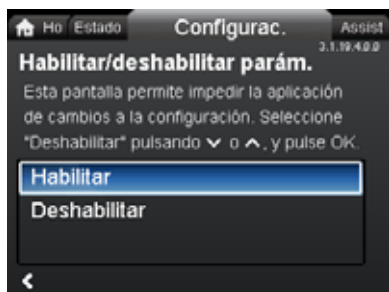 Ho Estado Configurac. Assist
3.1.19.4.0.0
Habilitar/deshabilitar parám.
Esta pantalla permite impedir la aplicación
de cambios a la configuración. Seleccione
"Deshabilitar" pulsando ⌄ o ⌃, y pulse OK.
Habilitar
Deshabilitar